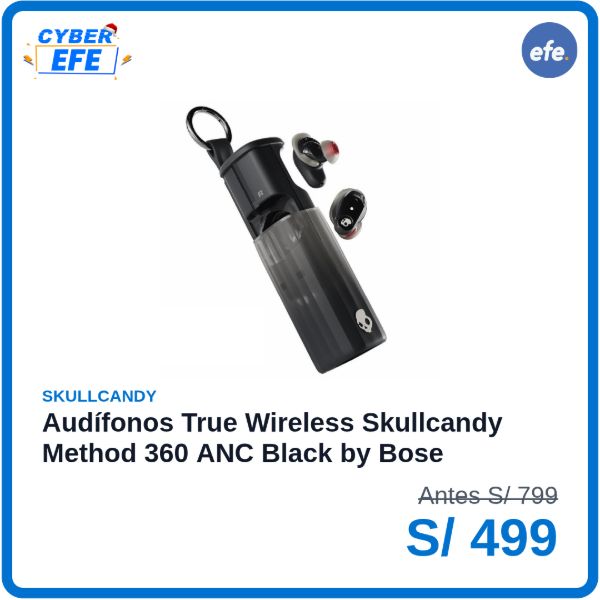 CYBER
EFE
efe.
R
SKULLCANDY
Audífonos True Wireless Skullcandy
Method 360 ANC Black by Bose
Antes S/ 799
S/ 499